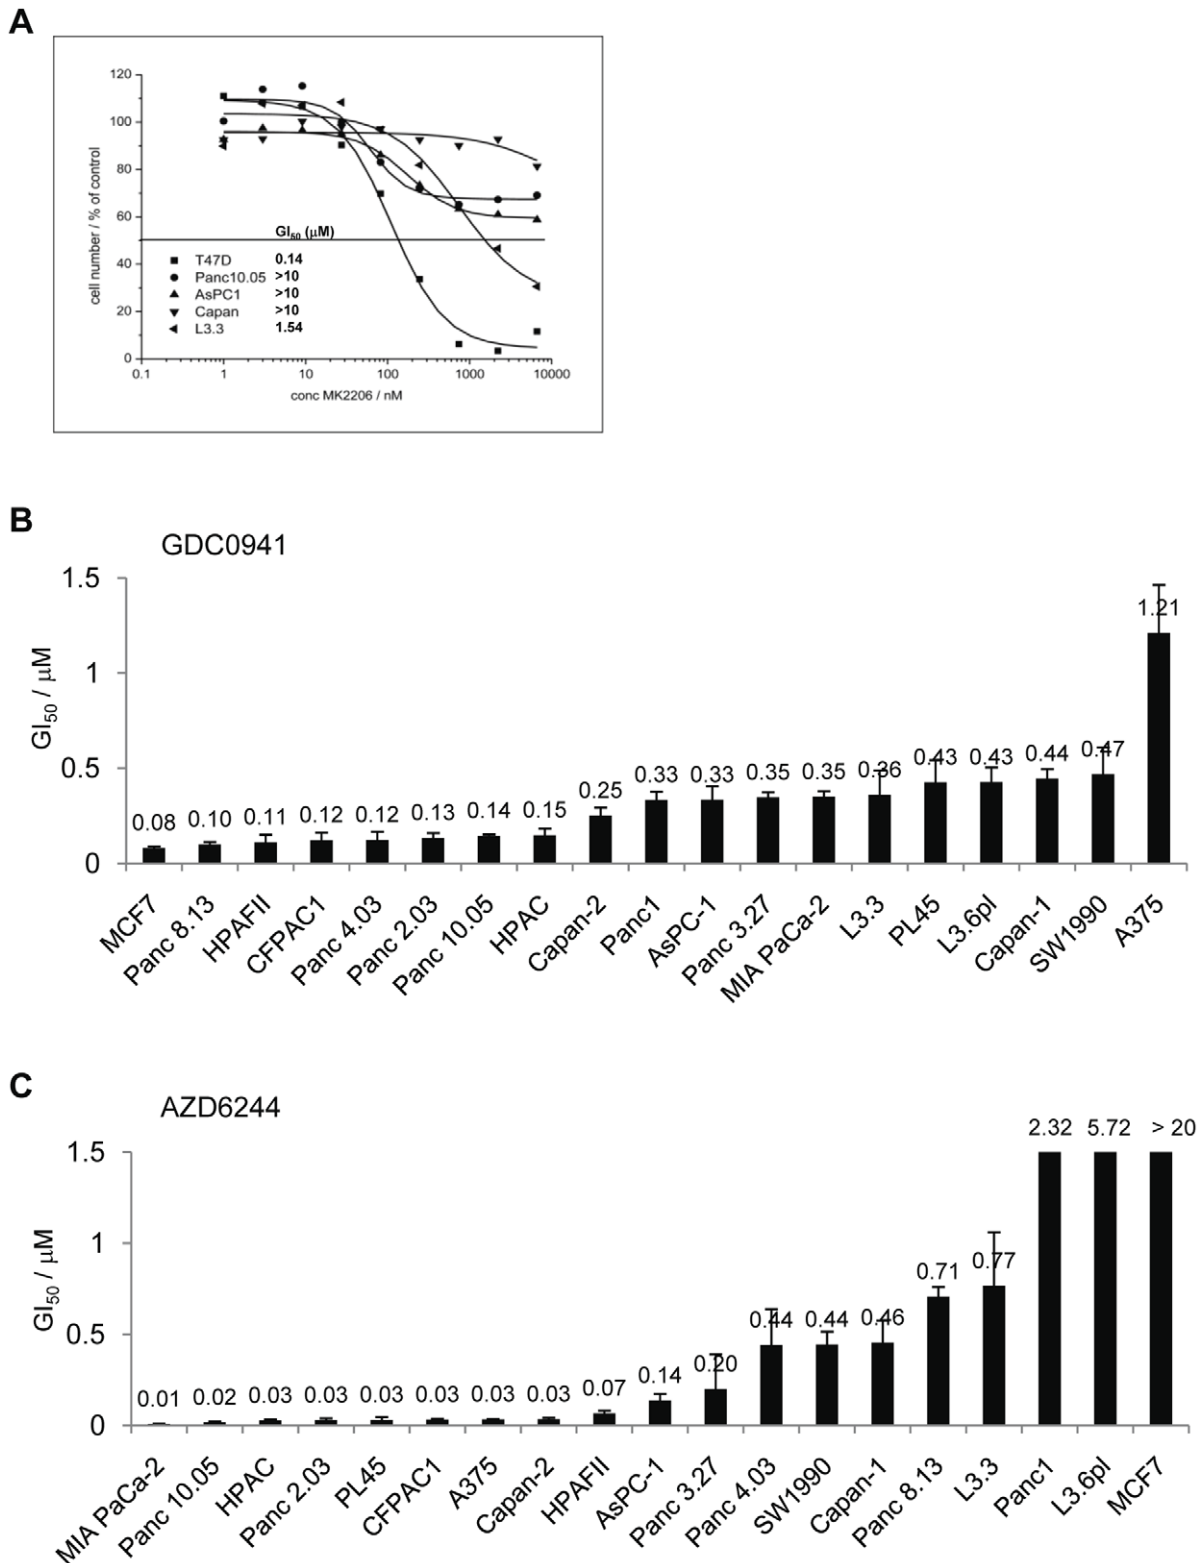 A
120
100
80
60
40
20
0
cell number / % of control
GI50 (μM)
T47D 0.14
Panc10.05 >10
AsPC1 >10
Capan >10
L3.3 1.54
0.1 1 10 100 1000 10000
conc MK2206 / nM
B
GDC0941
1.5
1
0.5
0
GI50 / μM
0.08 0.10 0.11 0.12 0.12 0.13 0.14 0.15 0.25 0.33 0.33 0.35 0.35 0.36 0.43 0.43 0.44 0.47 1.21
MCF7
Panc 8.13
HPAFII
CFPAC1
Panc 4.03
Panc 2.03
Panc 10.05
HPAC
Capan-2
Panc1
AsPC-1
Panc 3.27
MIA PaCa-2
L3.3
PL45
L3.6pl
Capan-1
SW1990
A375
C
AZD6244
1.5
1
0.5
0
GI50 / μM
0.01 0.02 0.03 0.03 0.03 0.03 0.03 0.03 0.07 0.14 0.20 0.44 0.44 0.46 0.71 0.77 2.32 5.72 > 20
MIA PaCa-2
Panc 10.05
HPAC
Panc 2.03
PL45
CFPAC1
A375
Capan-2
HPAFII
AsPC-1
Panc 3.27
Panc 4.03
SW1990
Capan-1
Panc 8.13
L3.3
Panc1
L3.6pl
MCF7